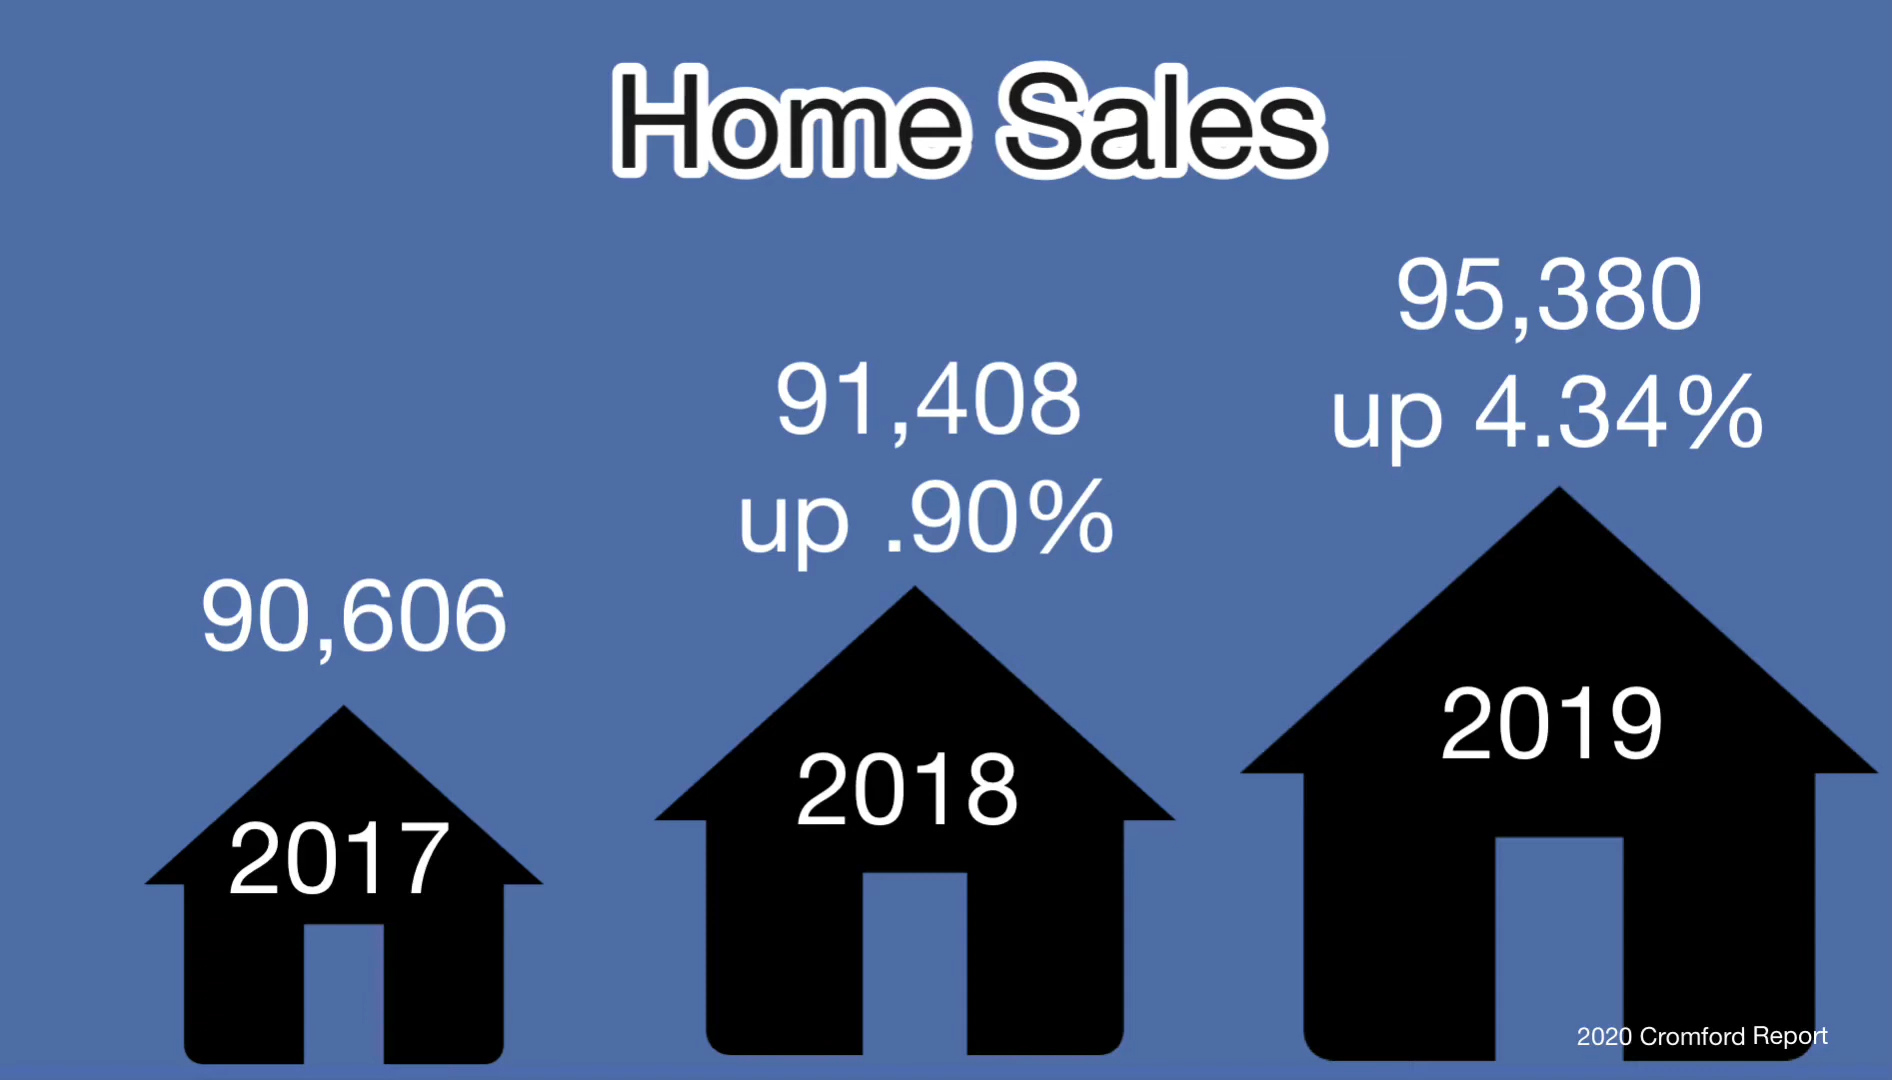 Home Sales
90,606
2017
91,408
up .90%
2018
95,380
up 4.34%
2019
2020 Cromford Report